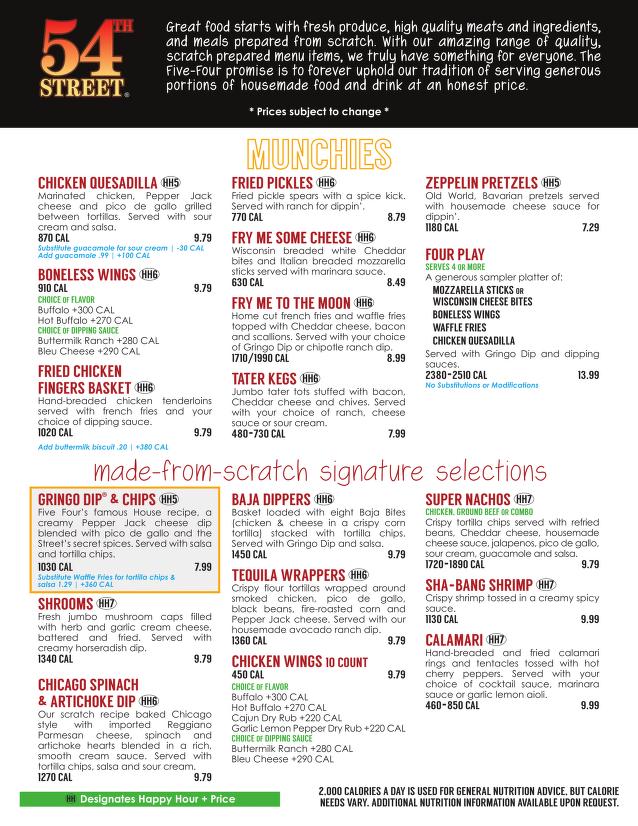 54TH
STREET®
Great food starts with fresh produce, high quality meats and ingredients,
and meals prepared from scratch. With our amazing range of quality,
scratch prepared menu items, we truly have something for everyone. The
Five-Four promise is to forever uphold our tradition of serving generous
portions of housemade food and drink at an honest price.
* Prices subject to change *
MUNCHIES
CHICKEN QUESADILLA HH5
Marinated chicken, Pepper Jack
cheese and pico de gallo grilled
between tortillas. Served with sour
cream and salsa.
870 CAL 9.79
Substitute guacamole for sour cream | -30 CAL
Add guacamole .99 | +100 CAL
BONELESS WINGS HH6
910 CAL 9.79
CHOICE OF FLAVOR
Buffalo +300 CAL
Hot Buffalo +270 CAL
CHOICE OF DIPPING SAUCE
Buttermilk Ranch +280 CAL
Bleu Cheese +290 CAL
FRIED CHICKEN
FINGERS BASKET HH6
Hand-breaded chicken tenderloins
served with french fries and your
choice of dipping sauce.
1020 CAL 9.79
Add buttermilk biscuit .20 | +380 CAL
FRIED PICKLES HH6
Fried pickle spears with a spice kick.
Served with ranch for dippin'.
770 CAL 8.79
FRY ME SOME CHEESE HH6
Wisconsin breaded white Cheddar
bites and Italian breaded mozzarella
sticks served with marinara sauce.
630 CAL 8.49
FRY ME TO THE MOON HH6
Home cut french fries and waffle fries
topped with Cheddar cheese, bacon
and scallions. Served with your choice
of Gringo Dip or chipotle ranch dip.
1710/1990 CAL 8.99
TATER KEGS HH6
Jumbo tater tots stuffed with bacon,
Cheddar cheese and chives. Served
with your choice of ranch, cheese
sauce or sour cream.
480-730 CAL 7.99
ZEPPELIN PRETZELS HH5
Old World, Bavarian pretzels served
with housemade cheese sauce for
dippin'.
1180 CAL 7.29
FOUR PLAY
SERVES 4 OR MORE
A generous sampler platter of:
MOZZARELLA STICKS OR
WISCONSIN CHEESE BITES
BONELESS WINGS
WAFFLE FRIES
CHICKEN QUESADILLA
Served with Gringo Dip and dipping
sauces.
2380-2510 CAL 13.99
No Substitutions or Modifications
made-from-scratch signature selections
GRINGO DIP® & CHIPS HH5
Five Four's famous House recipe, a
creamy Pepper Jack cheese dip
blended with pico de gallo and the
Street's secret spices. Served with salsa
and tortilla chips.
1030 CAL 7.99
Substitute Waffle Fries for tortilla chips &
salsa 1.29 | +360 CAL
SHROOMS HH7
Fresh jumbo mushroom caps filled
with herb and garlic cream cheese,
battered and fried. Served with
creamy horseradish dip.
1340 CAL 9.79
CHICAGO SPINACH
& ARTICHOKE DIP HH6
Our scratch recipe baked Chicago
style with imported Reggiano
Parmesan cheese, spinach and
artichoke hearts blended in a rich,
smooth cream sauce. Served with
tortilla chips, salsa and sour cream.
1270 CAL 9.79
BAJA DIPPERS HH6
Basket loaded with eight Baja Bites
(chicken & cheese in a crispy corn
tortilla) stacked with tortilla chips.
Served with Gringo Dip and salsa.
1450 CAL 9.79
TEQUILA WRAPPERS HH6
Crispy flour tortillas wrapped around
smoked chicken, pico de gallo,
black beans, fire-roasted corn and
Pepper Jack cheese. Served with our
housemade avocado ranch dip.
1360 CAL 9.79
CHICKEN WINGS 10 COUNT
450 CAL 9.79
CHOICE OF FLAVOR
Buffalo +300 CAL
Hot Buffalo +270 CAL
Cajun Dry Rub +220 CAL
Garlic Lemon Pepper Dry Rub +220 CAL
CHOICE OF DIPPING SAUCE
Buttermilk Ranch +280 CAL
Bleu Cheese +290 CAL
SUPER NACHOS HH7
CHICKEN, GROUND BEEF OR COMBO
Crispy tortilla chips served with refried
beans, Cheddar cheese, housemade
cheese sauce, jalapenos, pico de gallo,
sour cream, guacamole and salsa.
1720-1890 CAL 9.79
SHA-BANG SHRIMP HH7
Crispy shrimp tossed in a creamy spicy
sauce.
1130 CAL 9.99
CALAMARI HH7
Hand-breaded and fried calamari
rings and tentacles tossed with hot
cherry peppers. Served with your
choice of cocktail sauce, marinara
sauce or garlic lemon aioli.
460-850 CAL 9.99
HH Designates Happy Hour + Price
2,000 CALORIES A DAY IS USED FOR GENERAL NUTRITION ADVICE, BUT CALORIE
NEEDS VARY. ADDITIONAL NUTRITION INFORMATION AVAILABLE UPON REQUEST.